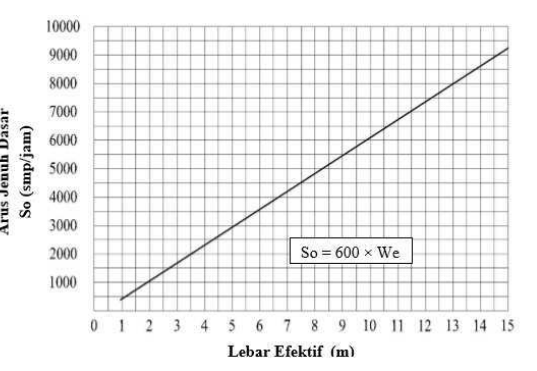 10000
9000
8000
7000
6000
5000
4000
3000
2000
1000
Arus Jenuh Dasar
So (smp/jam)
So = 600 × We
0 1 2 3 4 5 6 7 8 9 10 11 12 13 14 15
Lebar Efektif (m)